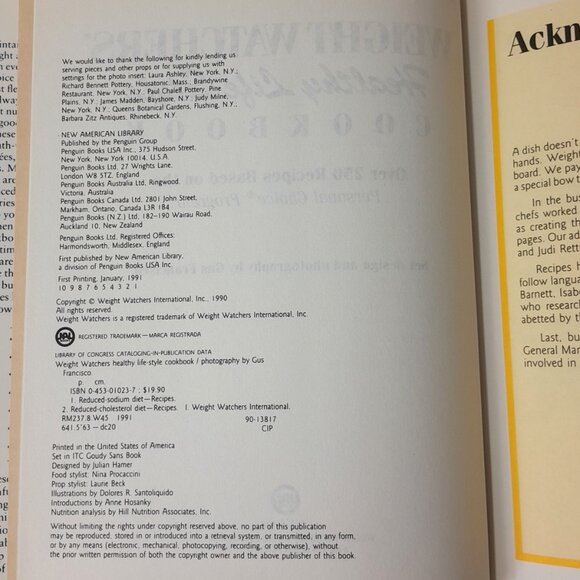 We would like to thank the following for kindly lending us
serving pieces and other props or for supplying us with
settings for the photo insert: Laura Ashley, New York, N.Y.;
Richard Bennett Pottery, Housatonic, Mass.; Brandywine
Restaurant, New York, N.Y.; Paul Chaleff Pottery, Pine
Plains, N.Y.; James Madden, Bayshore, N.Y.; Judy Milne,
New York, N.Y.; Queens Botanical Gardens, Flushing, N.Y.,
Barbara Zitz Antiques, Rhinebeck, N.Y.
NEW AMERICAN LIBRARY
Published by the Penguin Group
Penguin Books USA Inc., 375 Hudson Street,
New York, New York 10014, U.S.A.
Penguin Books Ltd, 27 Wrights Lane,
London W8 5TZ, England
Penguin Books Australia Ltd, Ringwood,
Victoria, Australia
Penguin Books Canada Ltd, 2801 John Street,
Markham, Ontario, Canada L3R 1B4
Penguin Books (N.Z.) Ltd, 182–190 Wairau Road,
Auckland 10, New Zealand
Penguin Books Ltd, Registered Offices:
Harmondsworth, Middlesex, England
First published by New American Library,
a division of Penguin Books USA Inc.
First Printing, January, 1991
10 9 8 7 6 5 4 3 2 1
Copyright © Weight Watchers International, Inc., 1990
All rights reserved.
Weight Watchers is a registered trademark of Weight Watchers International, Inc.
NAL REGISTERED TRADEMARK—MARCA REGISTRADA
LIBRARY OF CONGRESS CATALOGING-IN-PUBLICATION DATA
Weight Watchers healthy life-style cookbook / photography by Gus
Francisco.
p. cm.
ISBN 0-453-01023-7 : $19.90
1. Reduced-sodium diet—Recipes.
2. Reduced-cholesterol diet—Recipes. I. Weight Watchers International.
RM237.8.W45 1991 90-13817
641.5'63—dc20 CIP
Printed in the United States of America
Set in ITC Goudy Sans Book
Designed by Julian Hamer
Food stylist: Nina Procaccini
Prop stylist: Laurie Beck
Illustrations by Dolores R. Santoliquido
Introductions by Anne Hosansky
Nutrition analysis by Hill Nutrition Associates, Inc.
Without limiting the rights under copyright reserved above, no part of this publication
may be reproduced, stored in or introduced into a retrieval system, or transmitted, in any form,
or by any means (electronic, mechanical, photocopying, recording, or otherwise), without
the prior written permission of both the copyright owner and the above publisher of this book.
Ackn
A dish doesn't
hands. Weight
board. We pay
a special bow t
In the bus
chefs worked
as creating th
pages. Our ad
and Judi Rett
Recipes h
follow langua
Barnett, Isabe
who research
abetted by th
Last, bu
General Mar
involved in